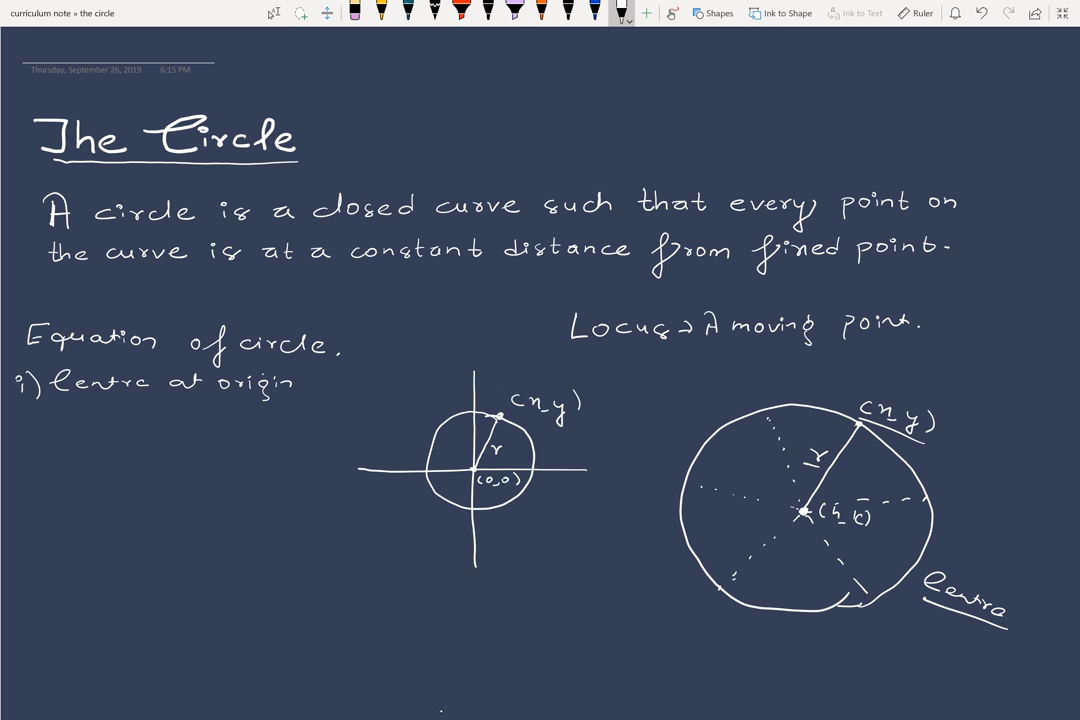 curriculum note » the circle
Shapes
Ink to Shape
Ink to Text
Ruler
Thursday, September 26, 2019 6:15 PM
The Circle
A circle is a closed curve such that every point on
the curve is at a constant distance from fixed point.
Equation of circle.
Locus → A moving point.
i) Centre at origin
(x, y)
r
(0,0)
(x, y)
r
(h, k)
Centre